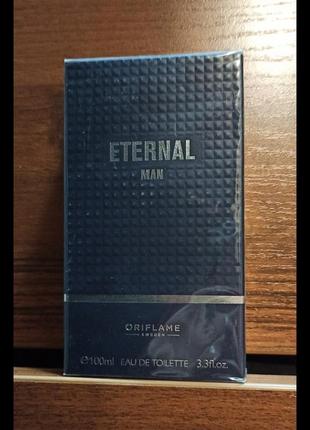 ETERNAL
MAN
ORIFLAME
SWEDEN
℮100ml EAU DE TOILETTE 3.3fl.oz.